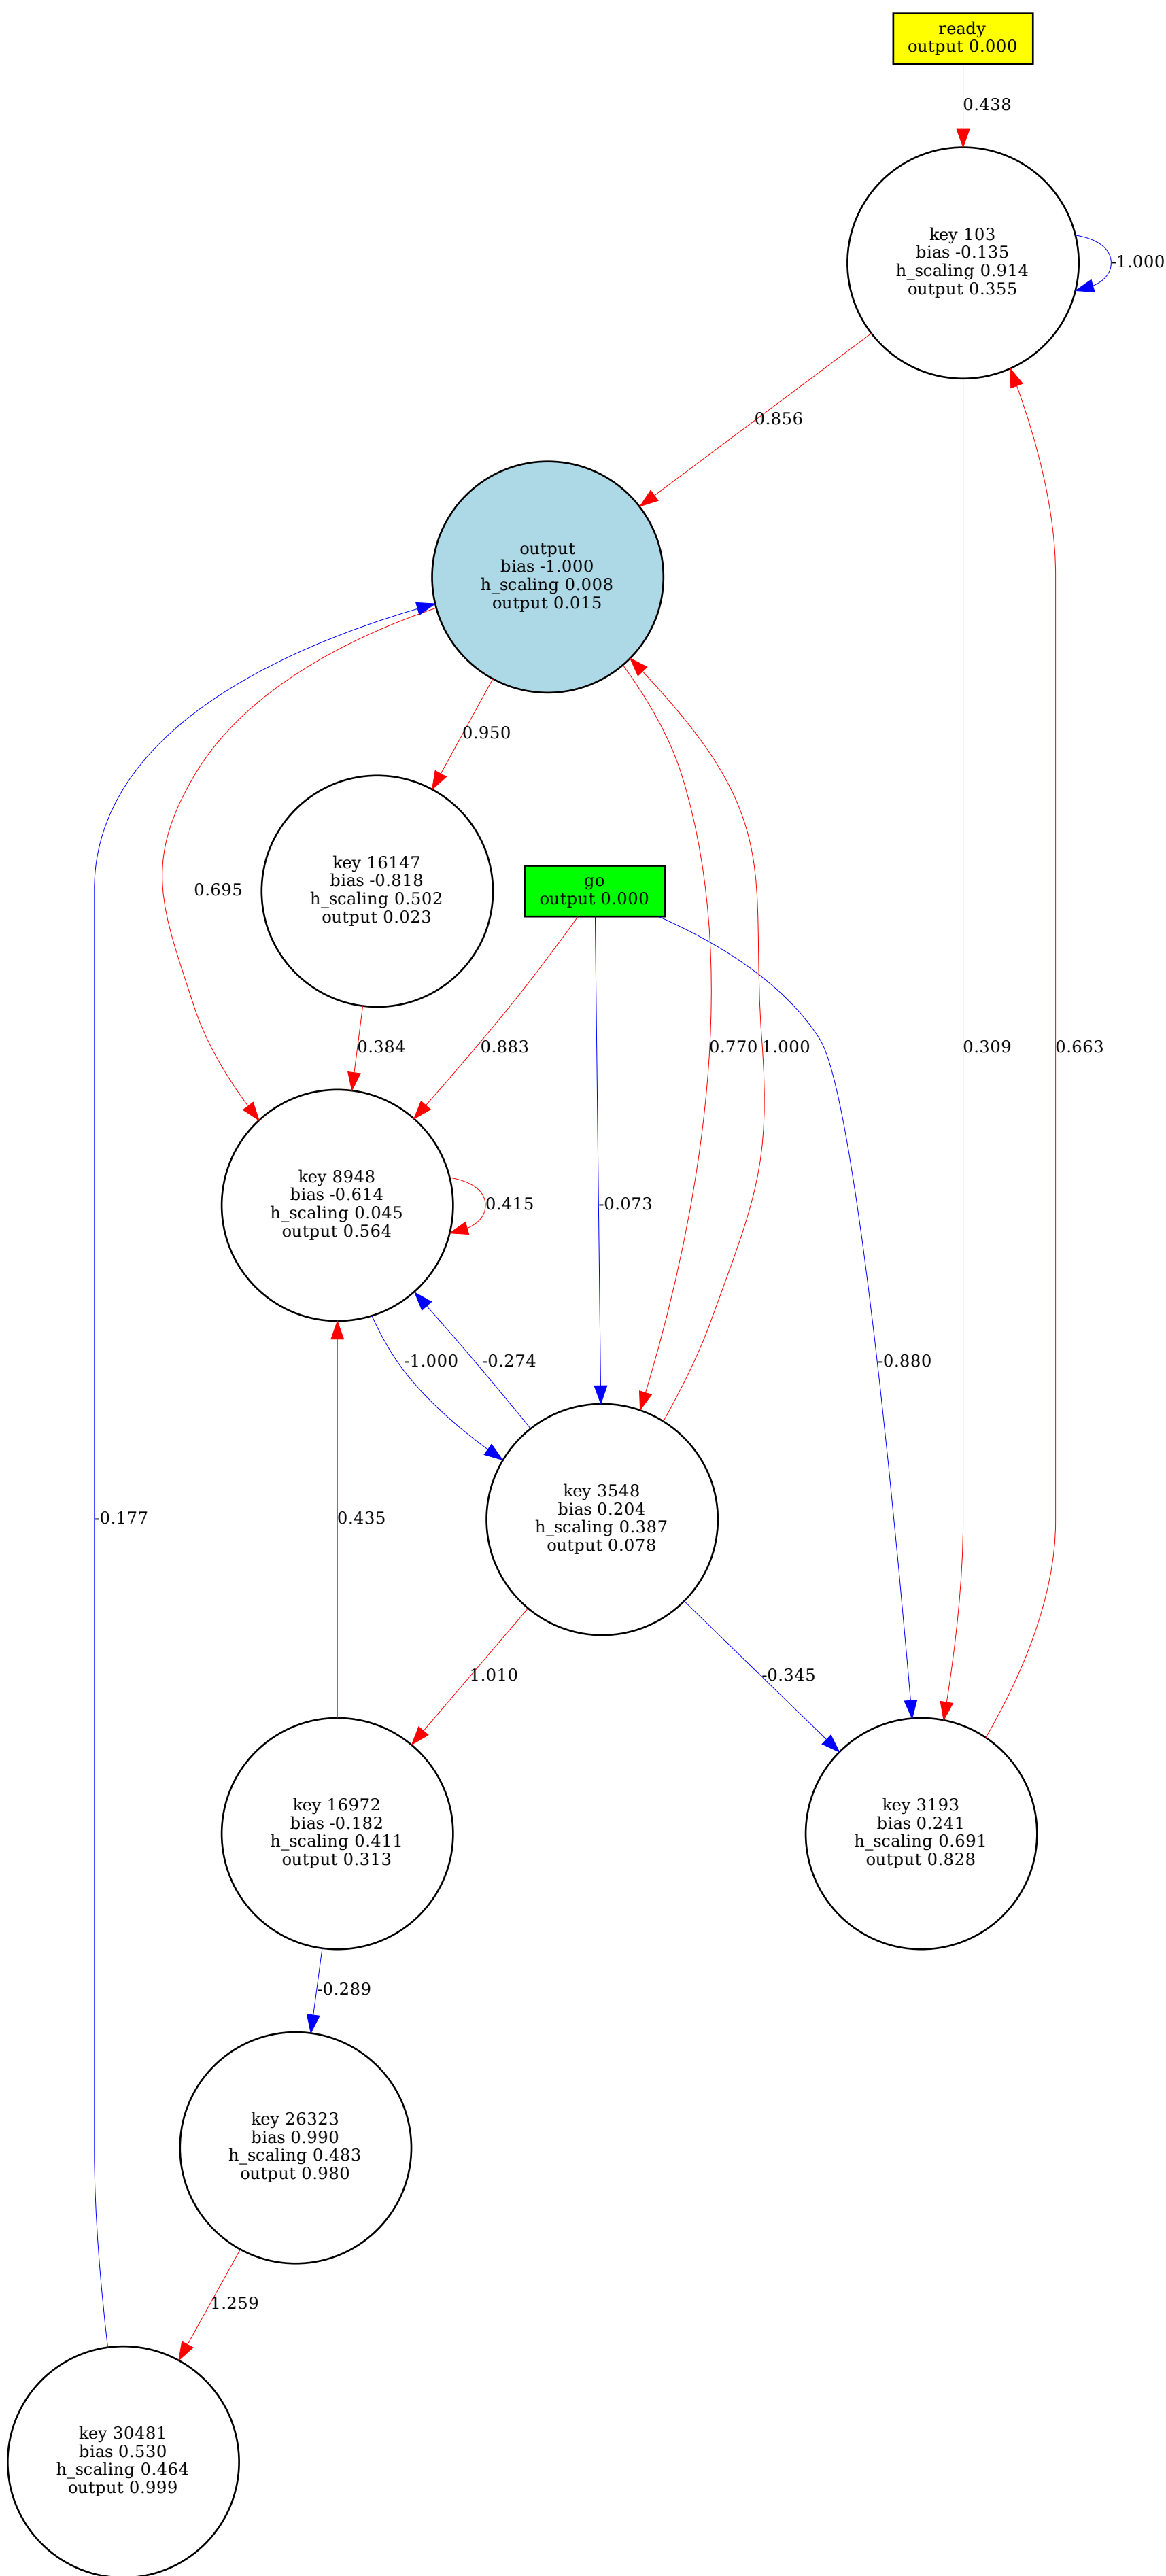 ready
output 0.000
0.438
key 103
bias -0.135
h_scaling 0.914
output 0.355
-1.000
0.856
output
bias -1.000
h_scaling 0.008
output 0.015
0.950
key 16147
bias -0.818
h_scaling 0.502
output 0.023
go
output 0.000
0.695
0.384
0.883
0.770
1.000
0.309
0.663
key 8948
bias -0.614
h_scaling 0.045
output 0.564
0.415
-0.073
-1.000
-0.274
-0.880
key 3548
bias 0.204
h_scaling 0.387
output 0.078
-0.177
0.435
1.010
-0.345
key 16972
bias -0.182
h_scaling 0.411
output 0.313
key 3193
bias 0.241
h_scaling 0.691
output 0.828
-0.289
key 26323
bias 0.990
h_scaling 0.483
output 0.980
1.259
key 30481
bias 0.530
h_scaling 0.464
output 0.999